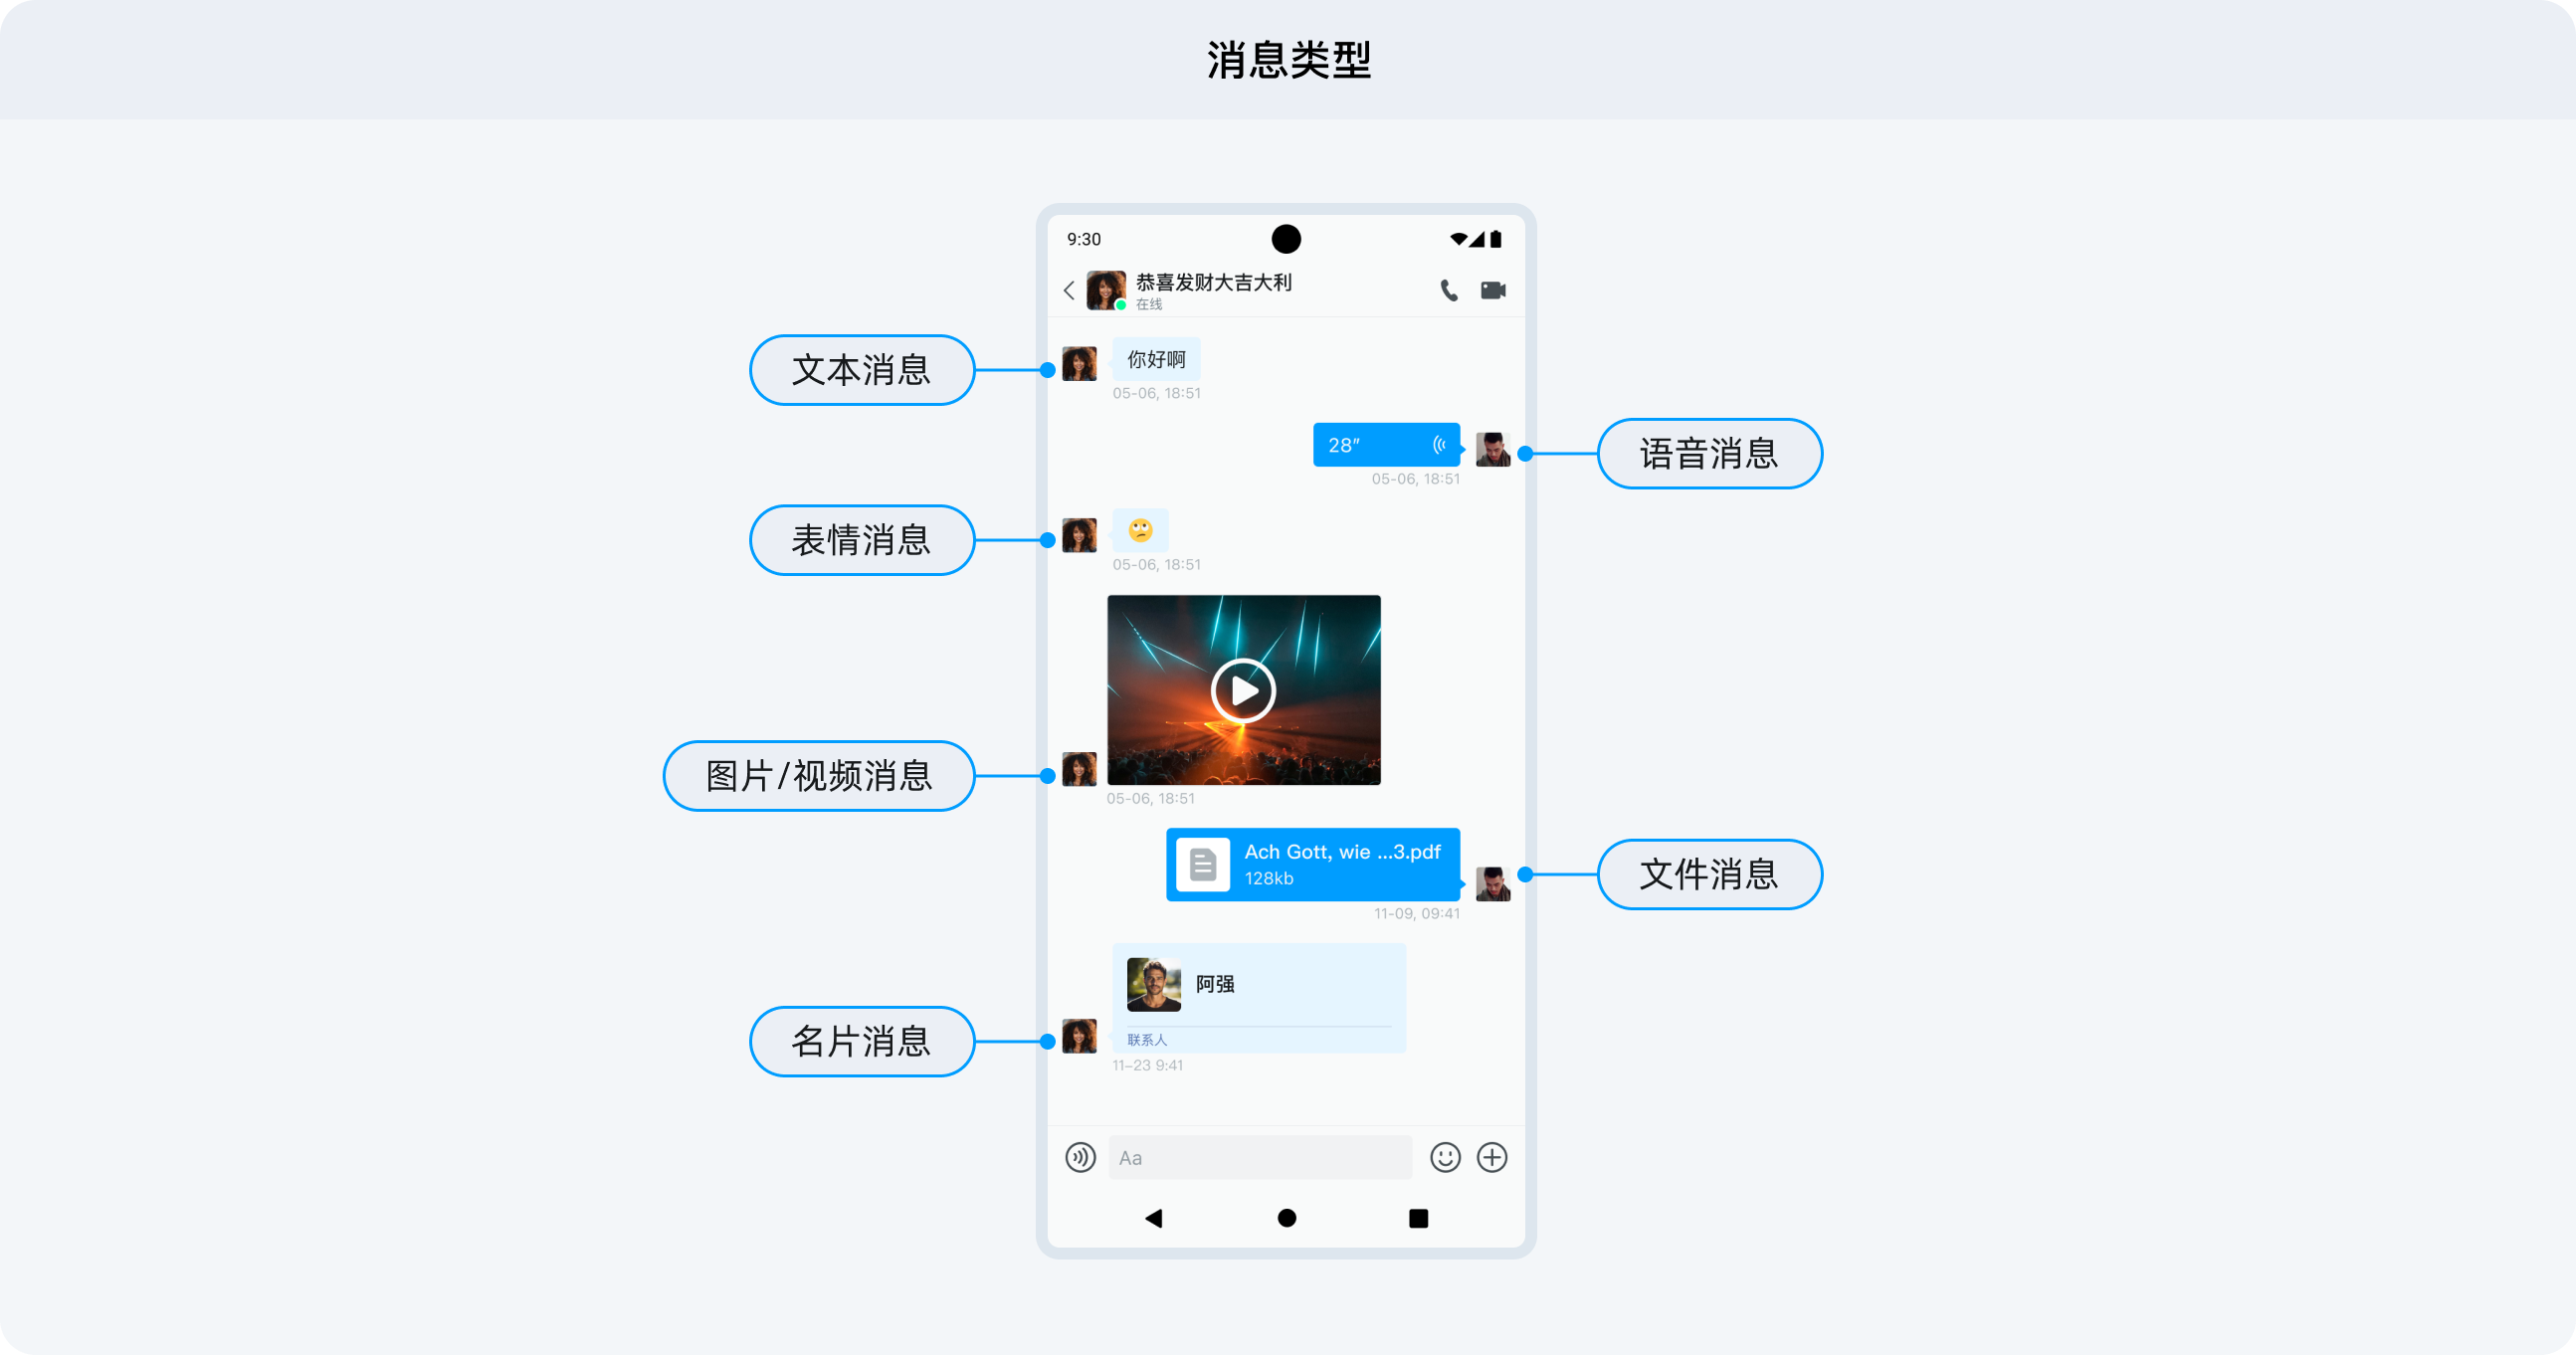 消息类型
9:30
恭喜发财大吉大利
在线
文本消息
你好啊
05-06, 18:51
28"
语音消息
05-06, 18:51
表情消息
05-06, 18:51
图片/视频消息
05-06, 18:51
Ach Gott, wie ...3.pdf
128kb
文件消息
11-09, 09:41
阿强
名片消息
联系人
11-23 9:41
Aa